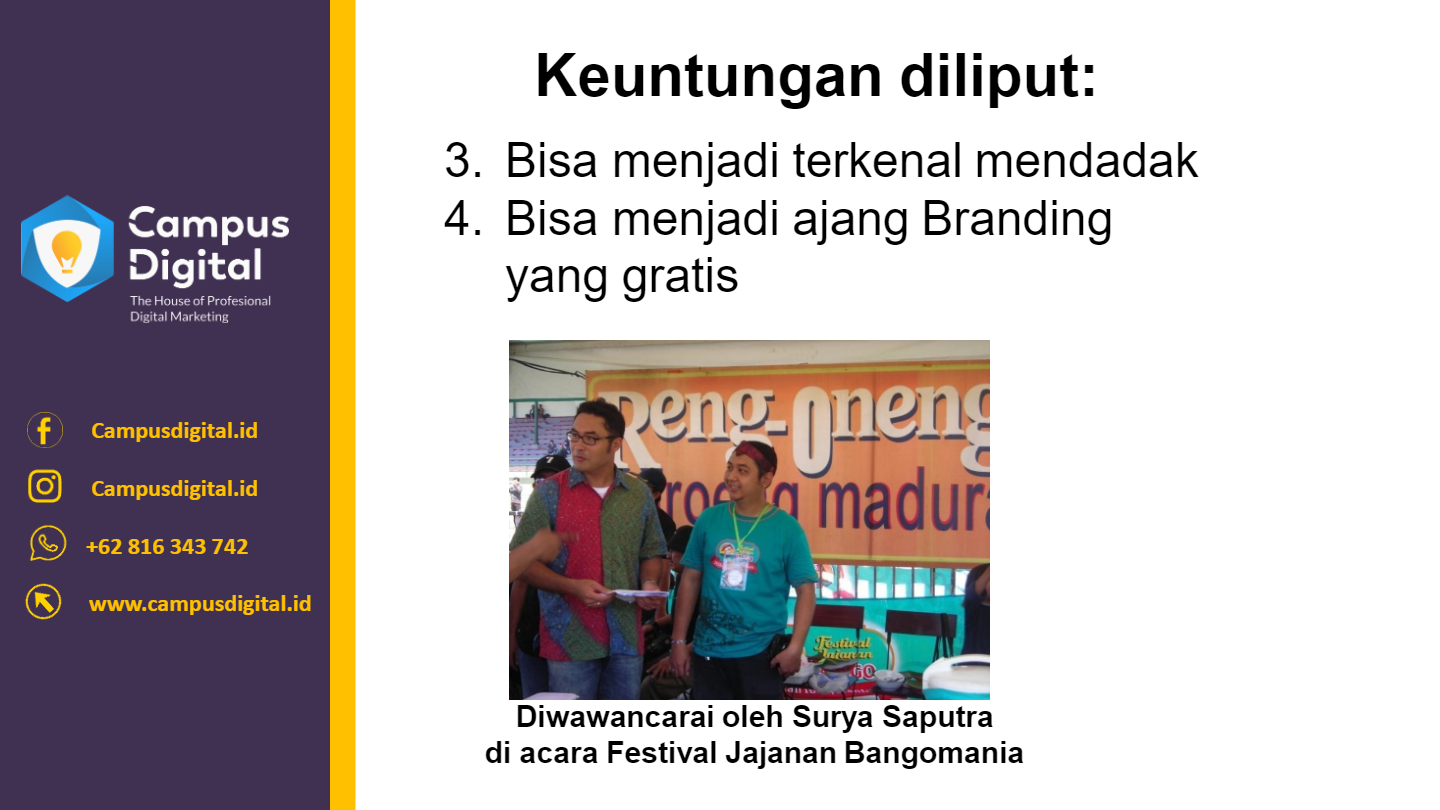 Campus
Digital
The House of Profesional
Digital Marketing
Campusdigital.id
Campusdigital.id
+62 816 343 742
www.campusdigital.id
Keuntungan diliput:
3. Bisa menjadi terkenal mendadak
4. Bisa menjadi ajang Branding
yang gratis
Reng-Oneng
madura
Festival
Jajanan
Diwawancarai oleh Surya Saputra
di acara Festival Jajanan Bangomania